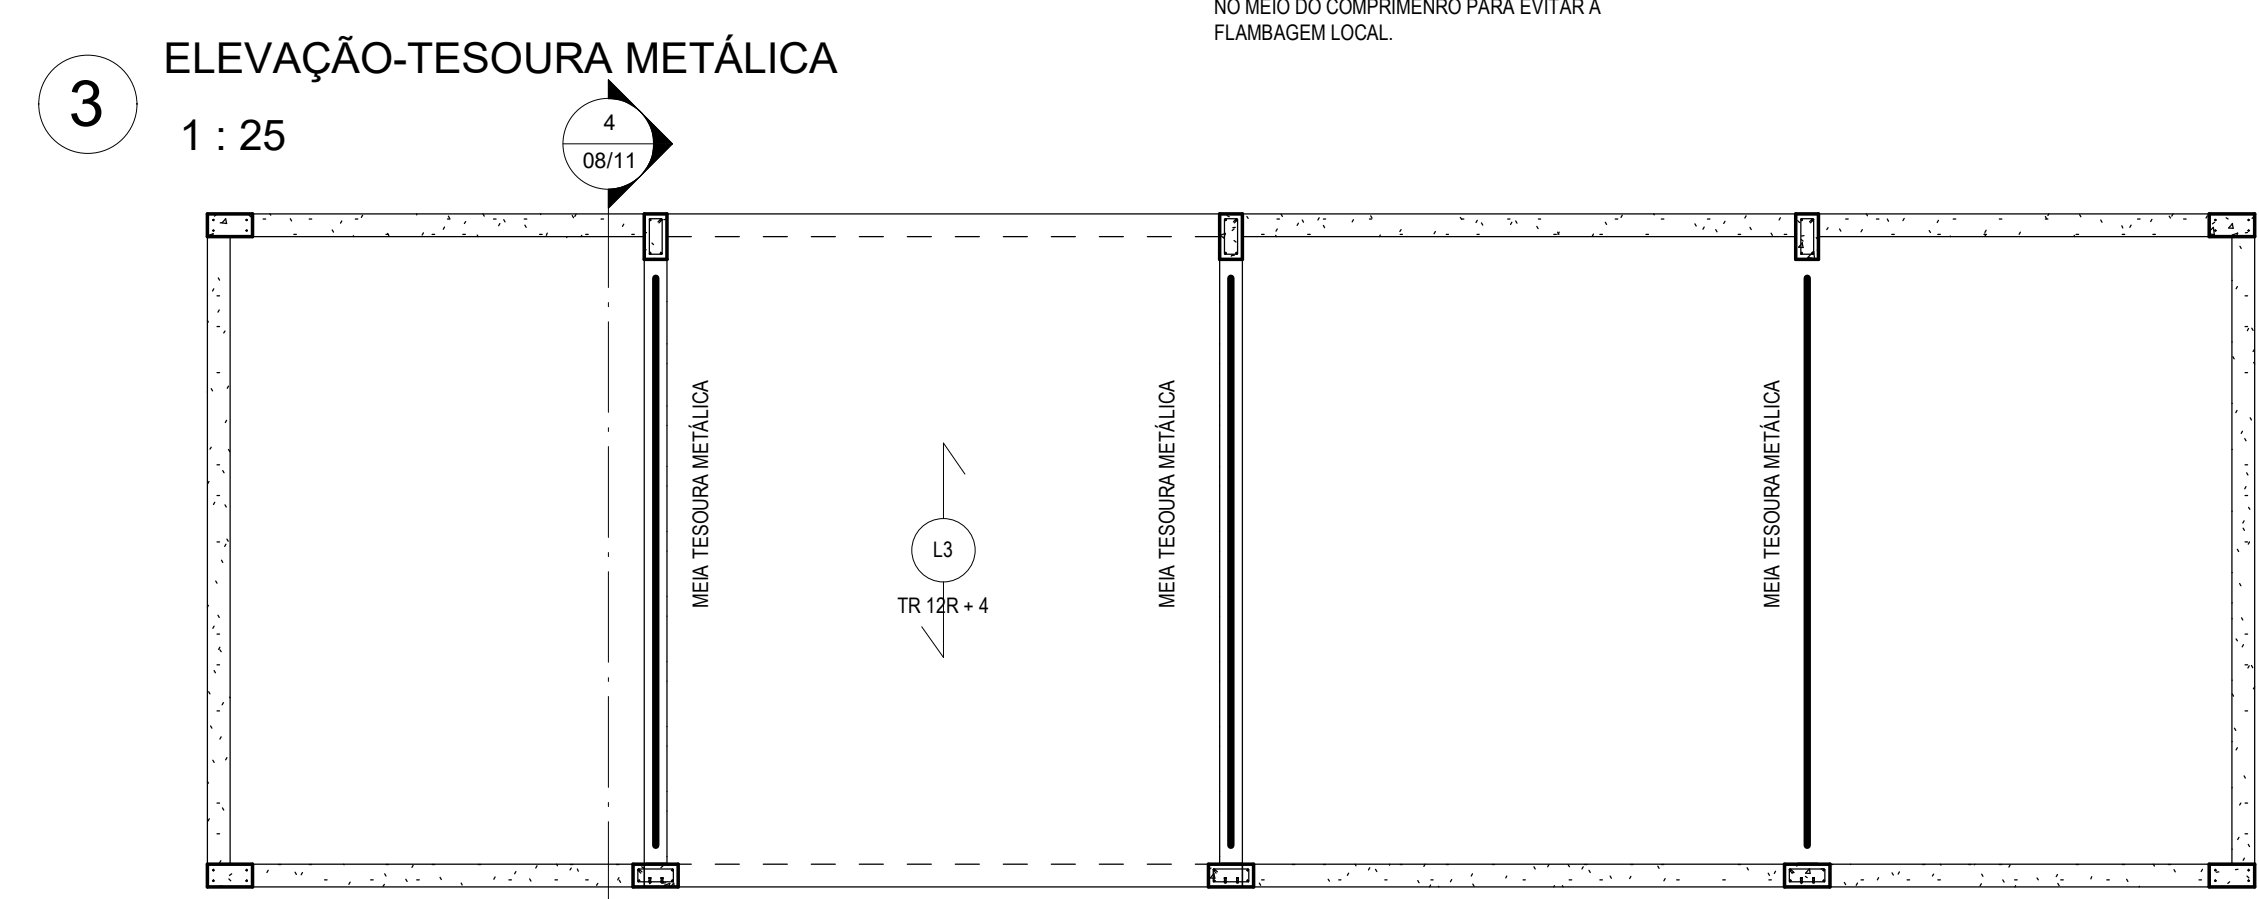 NO MEIO DO COMPRIMENRO PARA EVITAR A
FLAMBAGEM LOCAL.
3
ELEVAÇÃO-TESOURA METÁLICA
1 : 25
4
08/11
MEIA TESOURA METÁLICA
L3
TR 12R + 4
MEIA TESOURA METÁLICA
MEIA TESOURA METÁLICA